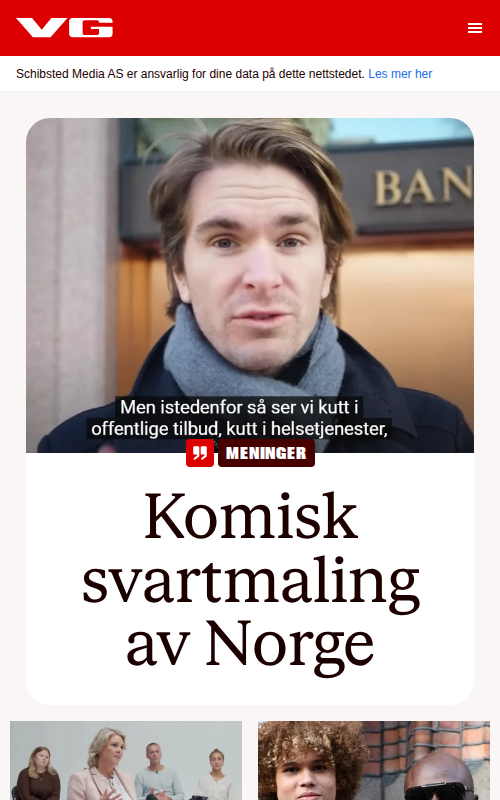 VG
Schibsted Media AS er ansvarlig for dine data på dette nettstedet. Les mer her
BAN
Men istedenfor så ser vi kutt i
offentlige tilbud, kutt i helsetjenester,
MENINGER
Komisk
svartmaling
av Norge